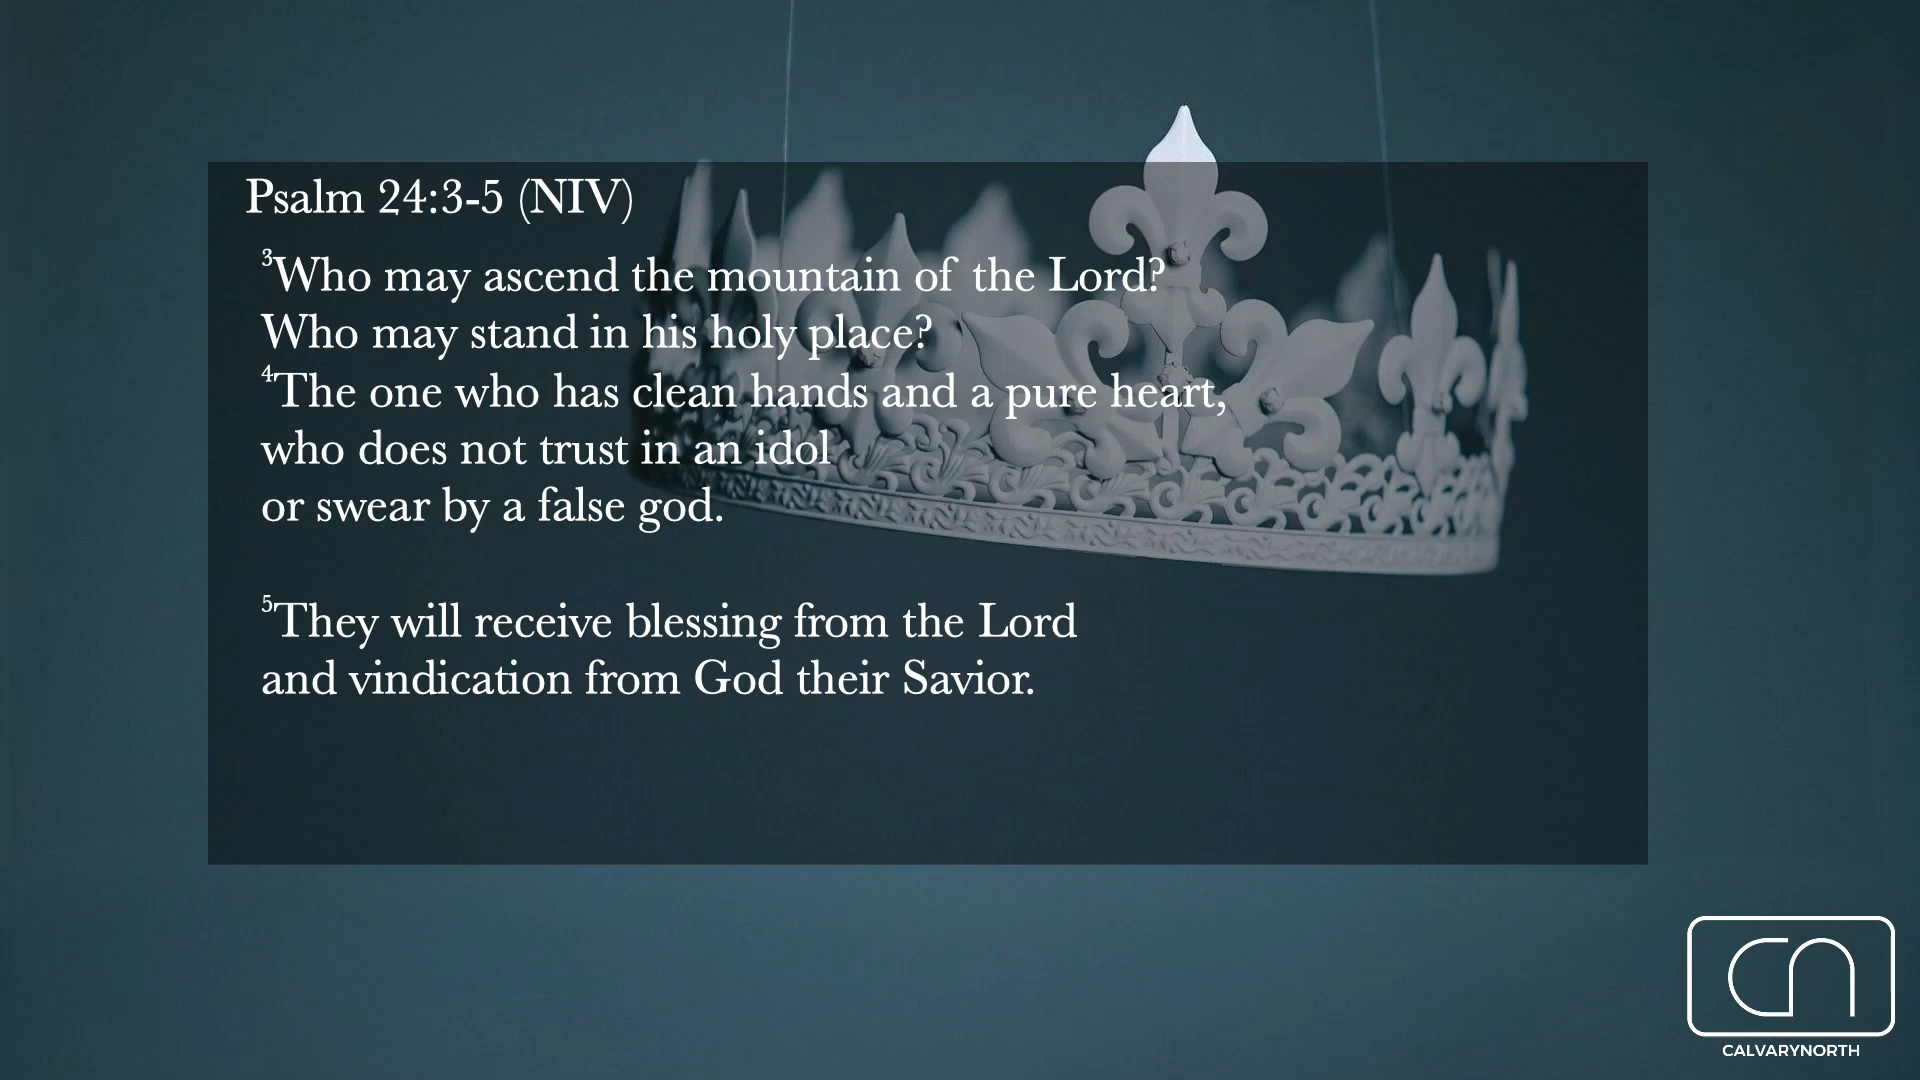 Psalm 24:3-5 (NIV)
³Who may ascend the mountain of the Lord?
Who may stand in his holy place?
⁴The one who has clean hands and a pure heart,
who does not trust in an idol
or swear by a false god.
⁵They will receive blessing from the Lord
and vindication from God their Savior.
CN
CALVARYNORTH